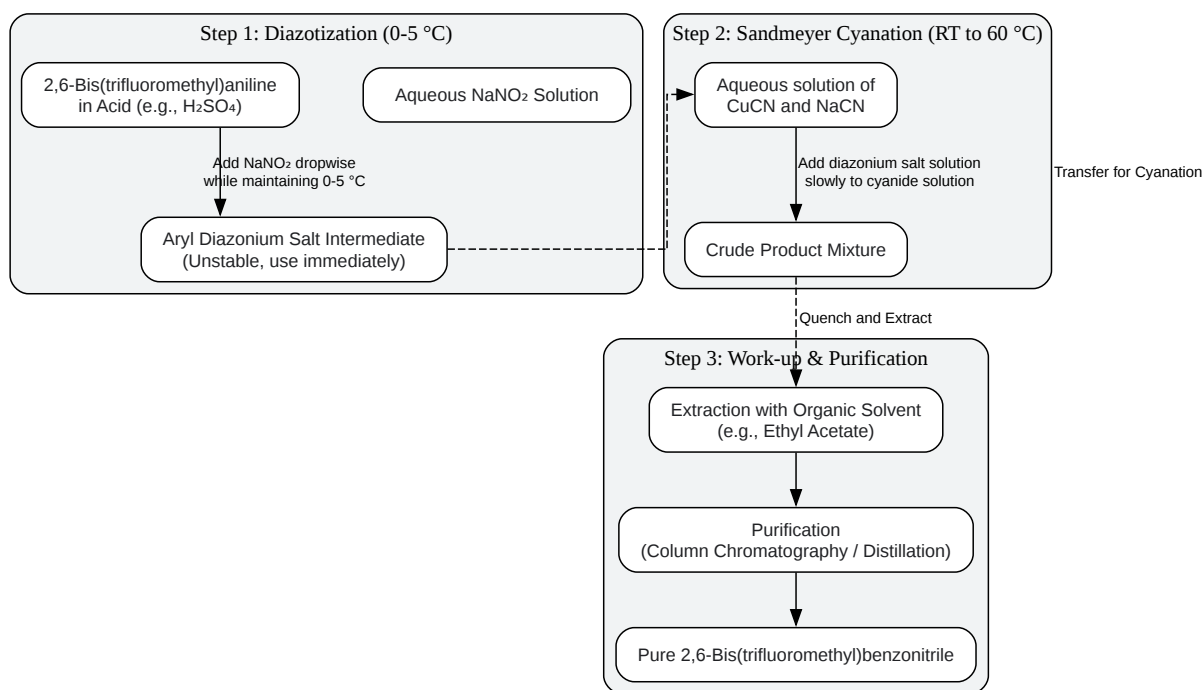 Step 1: Diazotization (0-5 °C)
2,6-Bis(trifluoromethyl)aniline
in Acid (e.g., H₂SO₄)
Aqueous NaNO₂ Solution
Add NaNO₂ dropwise
while maintaining 0-5 °C
Aryl Diazonium Salt Intermediate
(Unstable, use immediately)
Step 2: Sandmeyer Cyanation (RT to 60 °C)
Aqueous solution of
CuCN and NaCN
Add diazonium salt solution
slowly to cyanide solution
Transfer for Cyanation
Crude Product Mixture
Quench and Extract
Step 3: Work-up & Purification
Extraction with Organic Solvent
(e.g., Ethyl Acetate)
Purification
(Column Chromatography / Distillation)
Pure 2,6-Bis(trifluoromethyl)benzonitrile